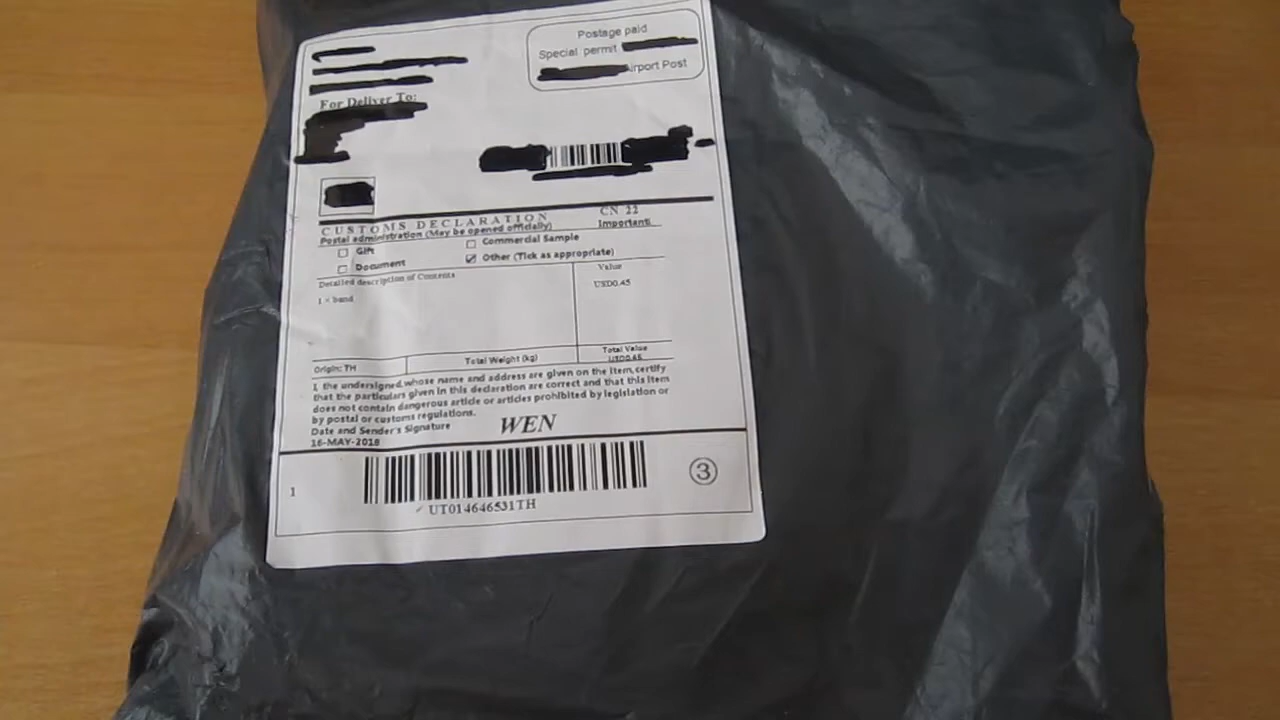 Postage paid
Special permit
Airport Post
For Deliver To:
CUSTOMS DECLARATION
CN 22
Postal administration (May be opened officially)
Important!
Gift
Commercial Sample
Document
Other (Tick as appropriate)
Detailed description of Contents
Value
1 × band
USD0.45
Origin: TH
Total Weight (kg)
Total Value
USD0.45
I, the undersigned,whose name and address are given on the item,certify
that the particulars given in this declaration are correct and that this item
does not contain dangerous article or articles prohibited by legislation or
by postal or customs regulations.
Date and Sender's Signature
WEN
16-MAY-2018
1
3
UT014646531TH